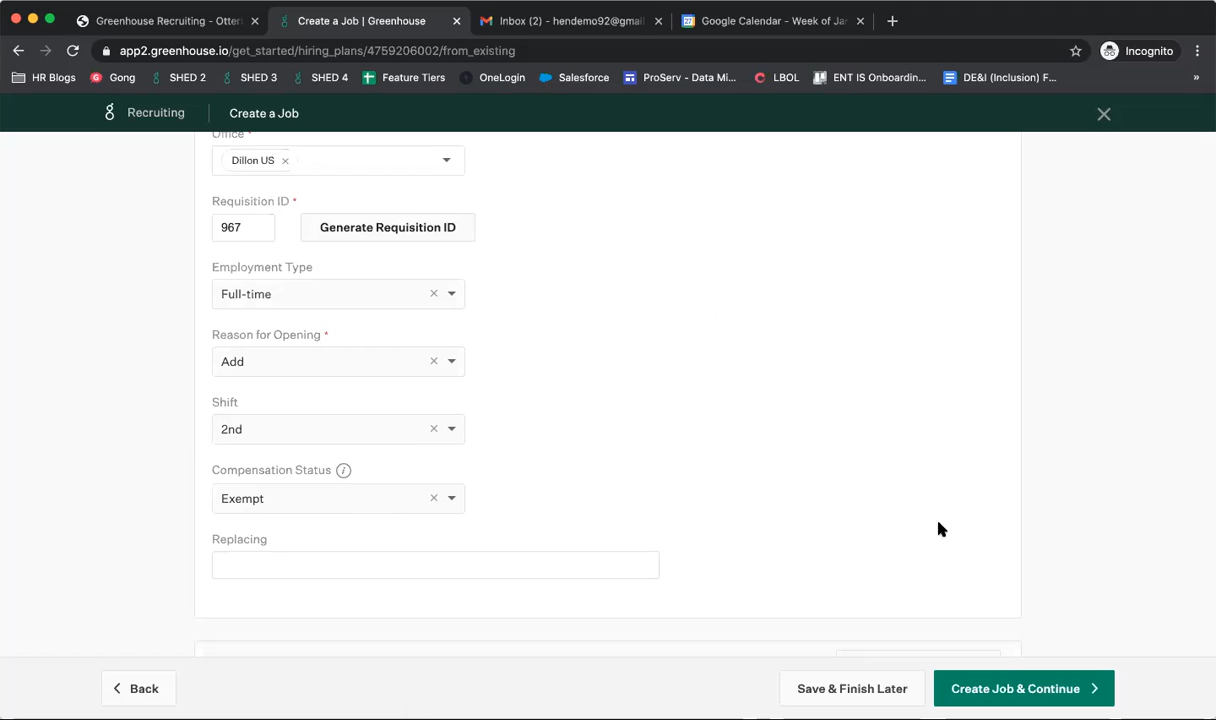 Greenhouse Recruiting - Otter
Create a Job | Greenhouse
Inbox (2) - hendemo92@gmail
Google Calendar - Week of Jan
app2.greenhouse.io/get_started/hiring_plans/4759206002/from_existing
Incognito
HR Blogs
Gong
SHED 2
SHED 3
SHED 4
Feature Tiers
OneLogin
Salesforce
ProServ - Data Mi...
LBOL
ENT IS Onboardin...
DE&I (Inclusion) F...
»
Recruiting
Create a Job
Office *
Dillon US
Requisition ID *
967
Generate Requisition ID
Employment Type
Full-time
Reason for Opening *
Add
Shift
2nd
Compensation Status
Exempt
Replacing
Back
Save & Finish Later
Create Job & Continue